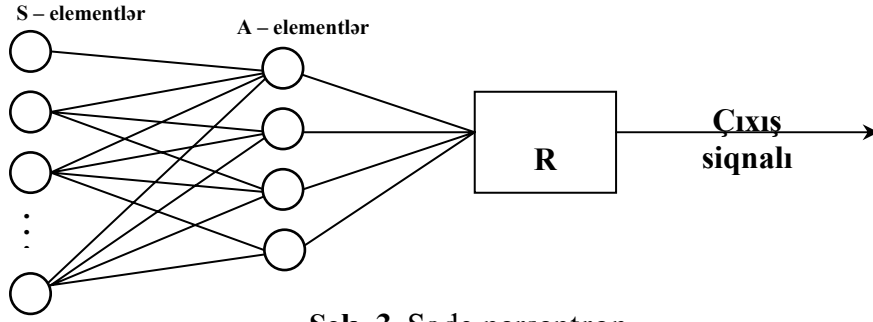 S – elementlər
A – elementlər
R
Çıxış
siqnalı